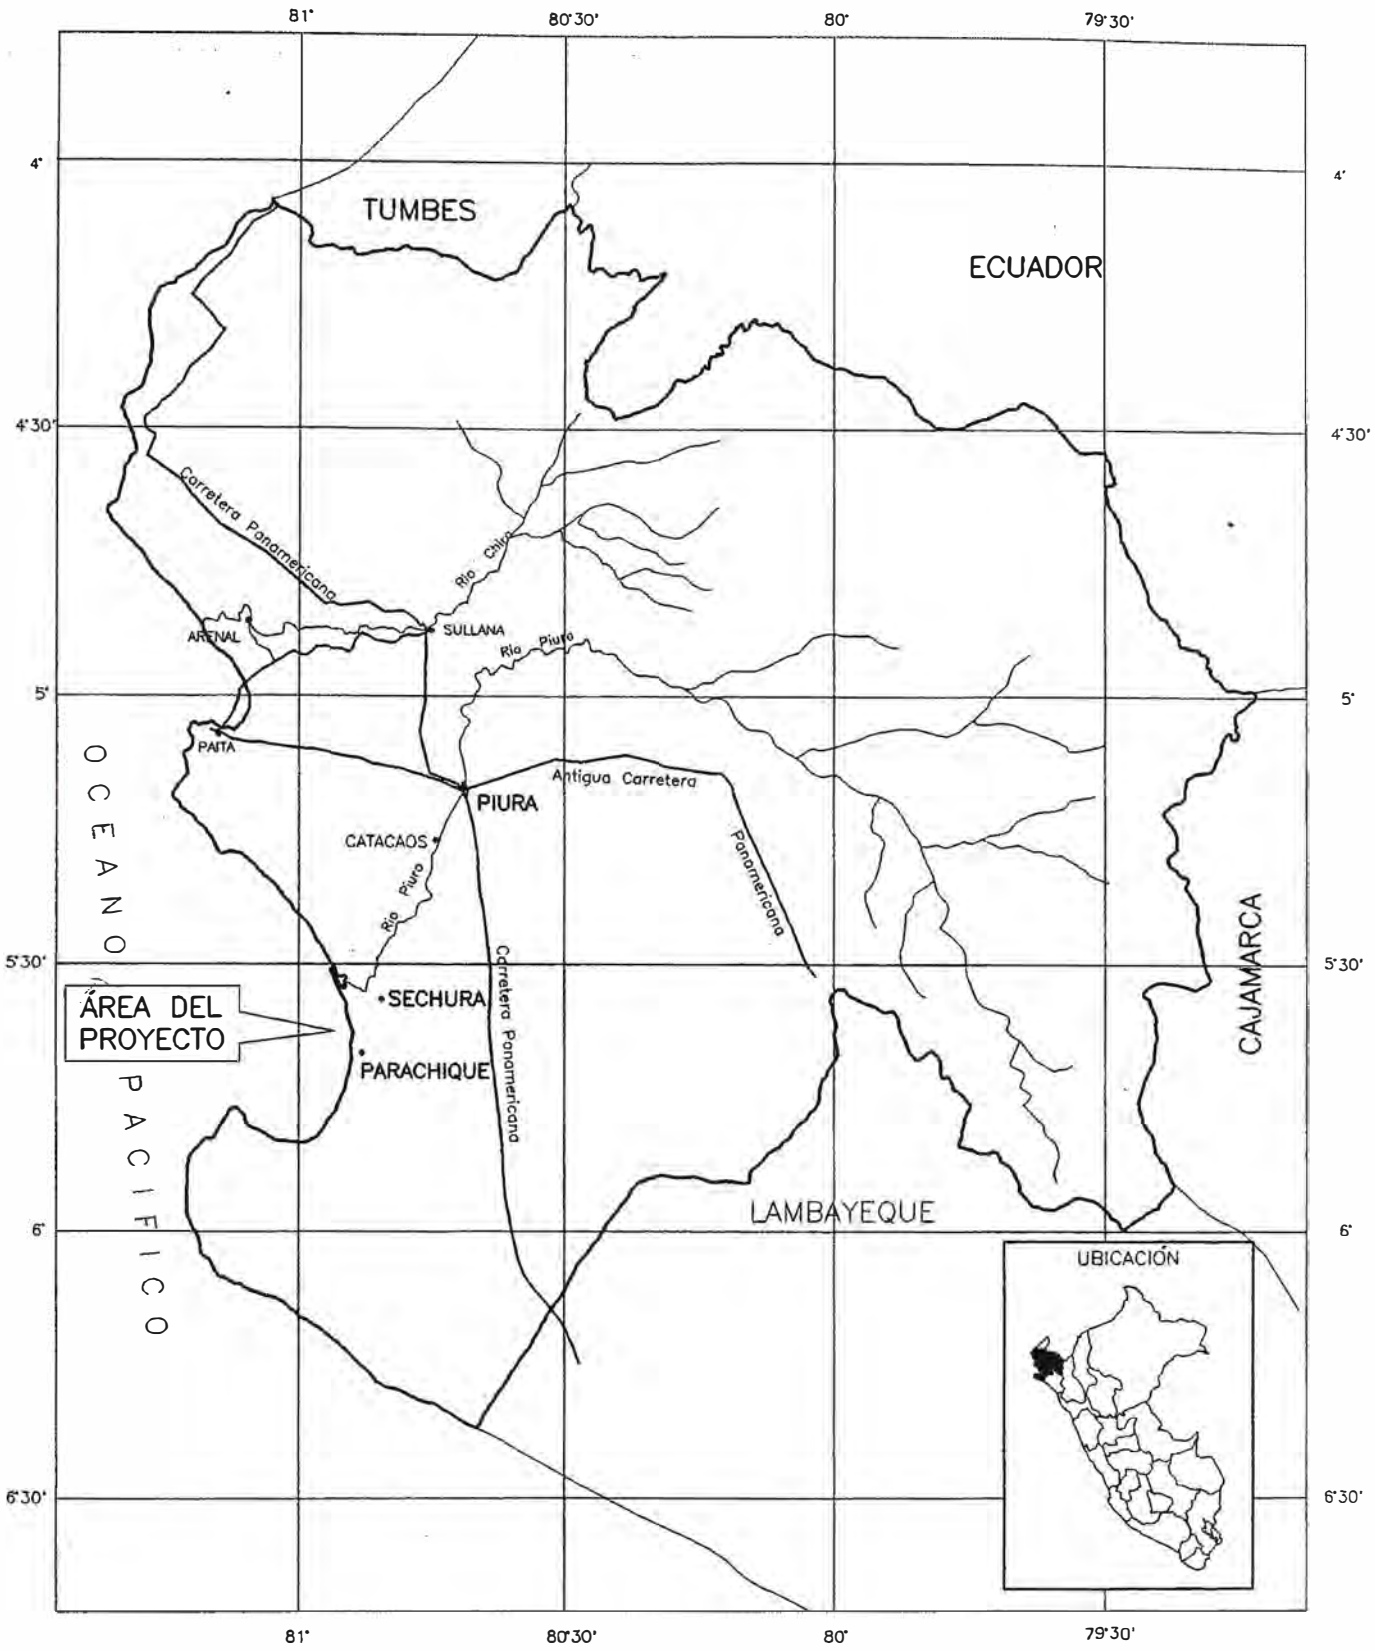 81° 80°30' 80° 79°30'
4° 4'
TUMBES
ECUADOR
4°30' 4°30'
Carretera Panamericana
Rio Chira
ARENAL
SULLANA
Rio Piura
5° 5°
PAITA
Antigua Carretera
PIURA
CATACAOS
Panamericana
Rio Piura
OCEANO PACIFICO
CAJAMARCA
5°30' 5°30'
Carretera Panamericana
ÁREA DEL
PROYECTO
SECHURA
PARACHIQUE
LAMBAYEQUE
6° 6°
UBICACIÓN
6°30' 6°30'
81° 80°30' 80° 79°30'